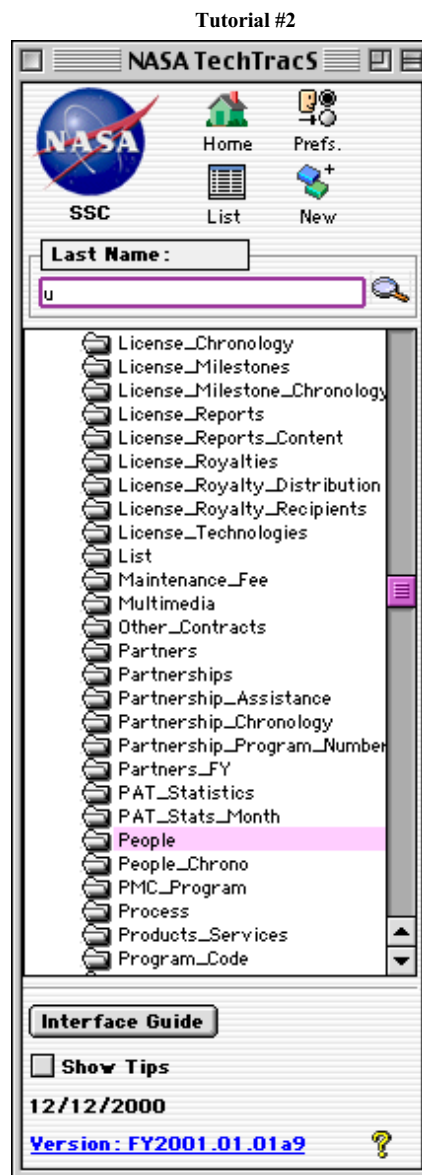 Tutorial #2
NASA TechTracS
NASA
SSC
Home
Prefs.
List
New
Last Name:
u
License_Chronology
License_Milestones
License_Milestone_Chronology
License_Reports
License_Reports_Content
License_Royalties
License_Royalty_Distribution
License_Royalty_Recipients
License_Technologies
List
Maintenance_Fee
Multimedia
Other_Contracts
Partners
Partnerships
Partnership_Assistance
Partnership_Chronology
Partnership_Program_Number
Partners_FY
PAT_Statistics
PAT_Stats_Month
People
People_Chrono
PMC_Program
Process
Products_Services
Program_Code
Interface Guide
Show Tips
12/12/2000
Version: FY2001.01.01a9
?